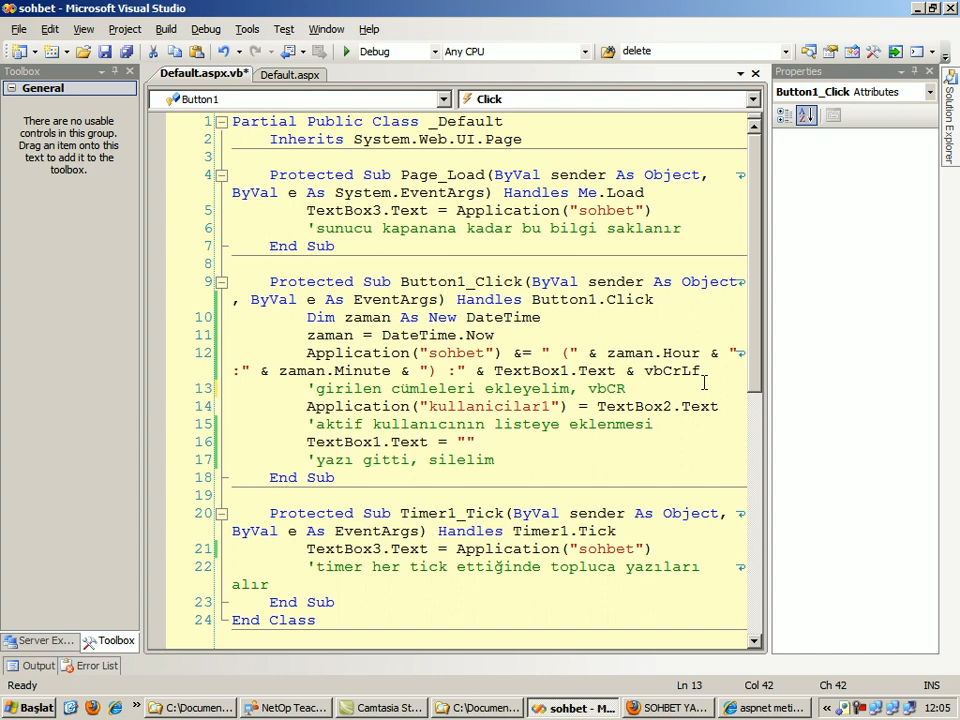 sohbet - Microsoft Visual Studio
File Edit View Project Build Debug Tools Test Window Help
Debug Any CPU delete
Toolbox
General
There are no usable
controls in this group.
Drag an item onto this
text to add it to the
toolbox.
Server Ex... Toolbox
Default.aspx.vb* Default.aspx
Button1 Click
1 Partial Public Class _Default
2 Inherits System.Web.UI.Page
3
4 Protected Sub Page_Load(ByVal sender As Object,
ByVal e As System.EventArgs) Handles Me.Load
5 TextBox3.Text = Application("sohbet")
6 'sunucu kapanana kadar bu bilgi saklanır
7 End Sub
8
9 Protected Sub Button1_Click(ByVal sender As Object
, ByVal e As EventArgs) Handles Button1.Click
10 Dim zaman As New DateTime
11 zaman = DateTime.Now
12 Application("sohbet") &= " (" & zaman.Hour & "
:" & zaman.Minute & ") :" & TextBox1.Text & vbCrLf
13 'girilen cümleleri ekleyelim, vbCR
14 Application("kullanicilar1") = TextBox2.Text
15 'aktif kullanıcının listeye eklenmesi
16 TextBox1.Text = ""
17 'yazı gitti, silelim
18 End Sub
19
20 Protected Sub Timer1_Tick(ByVal sender As Object,
ByVal e As EventArgs) Handles Timer1.Tick
21 TextBox3.Text = Application("sohbet")
22 'timer her tick ettiğinde topluca yazıları
alır
23 End Sub
24 End Class
Properties
Button1_Click Attributes
Solution Explorer
Output Error List
Ready Ln 13 Col 42 Ch 42 INS
Başlat C:\Documen... NetOp Teac... Camtasia St... C:\Documen... sohbet - M... SOHBET YA... aspnet meti... 12:05